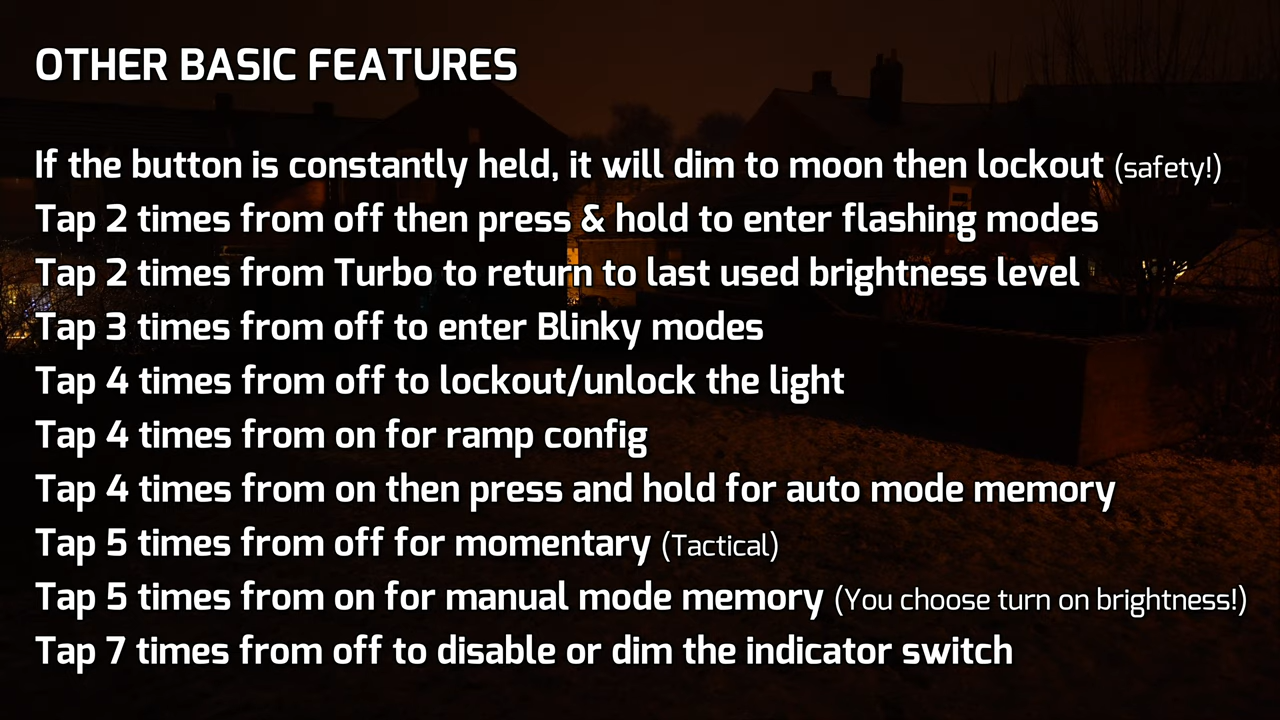 OTHER BASIC FEATURES
If the button is constantly held, it will dim to moon then lockout (safety!)
Tap 2 times from off then press & hold to enter flashing modes
Tap 2 times from Turbo to return to last used brightness level
Tap 3 times from off to enter Blinky modes
Tap 4 times from off to lockout/unlock the light
Tap 4 times from on for ramp config
Tap 4 times from on then press and hold for auto mode memory
Tap 5 times from off for momentary (Tactical)
Tap 5 times from on for manual mode memory (You choose turn on brightness!)
Tap 7 times from off to disable or dim the indicator switch